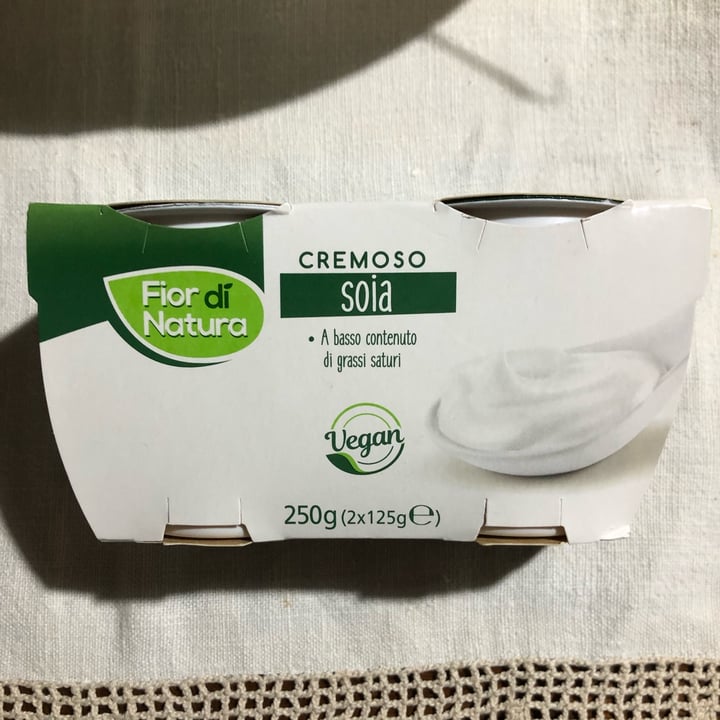 Fior di
Natura
CREMOSO
soia
• A basso contenuto
di grassi saturi
Vegan
250g (2x125g℮)